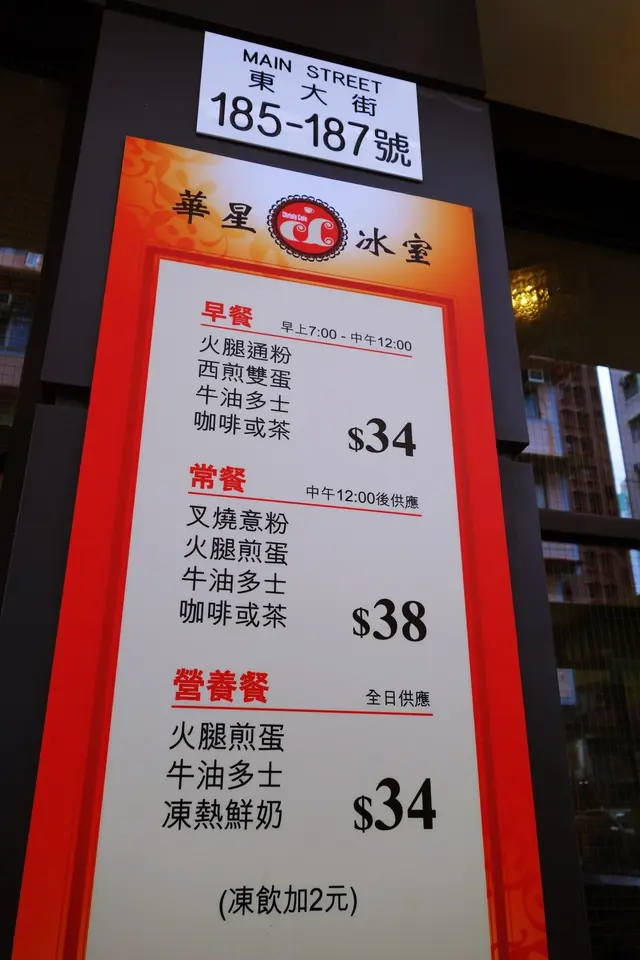 MAIN STREET
東大街
185-187號
華星 Christy Café 冰室
早餐 早上7:00 - 中午12:00
火腿通粉
西煎雙蛋
牛油多士
咖啡或茶 $34
常餐 中午12:00後供應
叉燒意粉
火腿煎蛋
牛油多士
咖啡或茶 $38
營養餐 全日供應
火腿煎蛋
牛油多士
凍熱鮮奶 $34
(凍飲加2元)